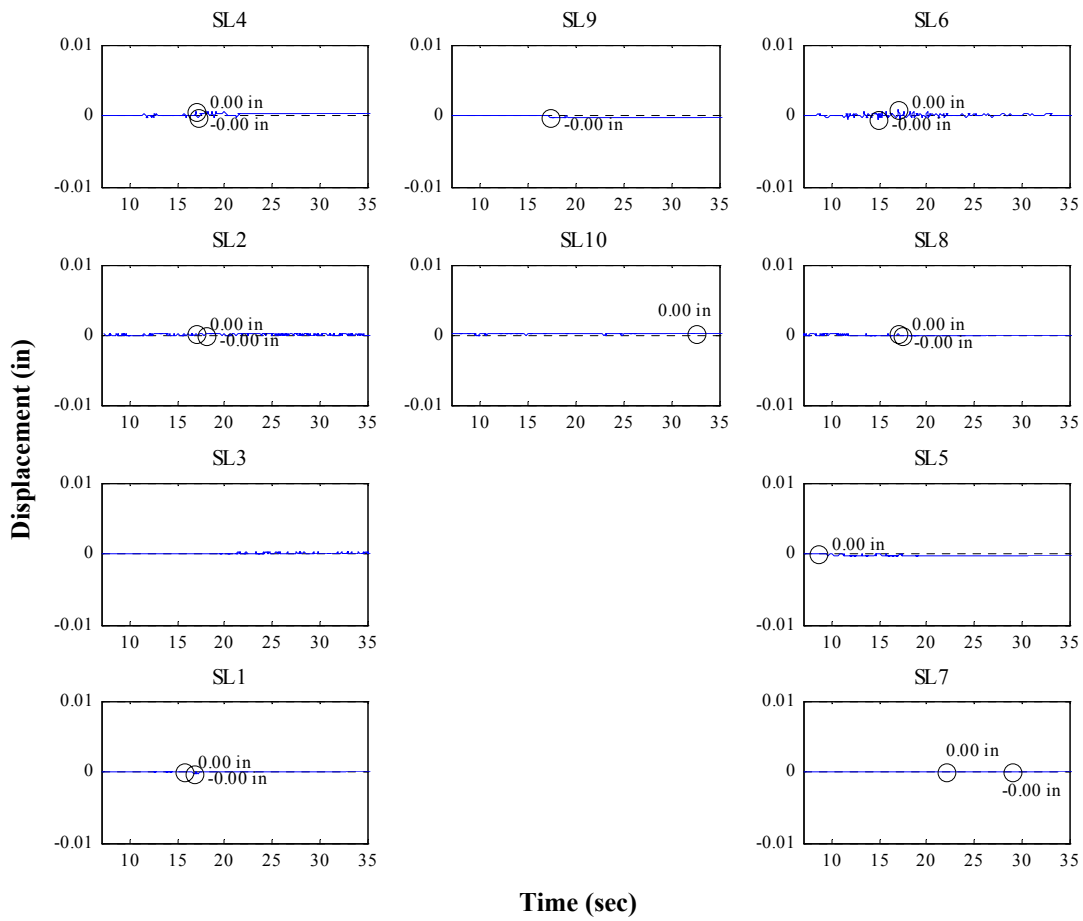 SL4 SL9 SL6
0.01 0.01 0.01
0.00 in 0.00 in
0 0 0
-0.00 in -0.00 in -0.00 in
-0.01 -0.01 -0.01
10 15 20 25 30 35 10 15 20 25 30 35 10 15 20 25 30 35
SL2 SL10 SL8
0.01 0.01 0.01
0.00 in 0.00 in 0.00 in
0 0 0
-0.00 in -0.00 in
-0.01 -0.01 -0.01
10 15 20 25 30 35 10 15 20 25 30 35 10 15 20 25 30 35
Displacement (in)
SL3 SL5
0.01 0.01
0.00 in
0 0
-0.01 -0.01
10 15 20 25 30 35 10 15 20 25 30 35
SL1 SL7
0.01 0.01
0.00 in 0.00 in
0 0
-0.00 in -0.00 in
-0.01 -0.01
10 15 20 25 30 35 10 15 20 25 30 35
Time (sec)